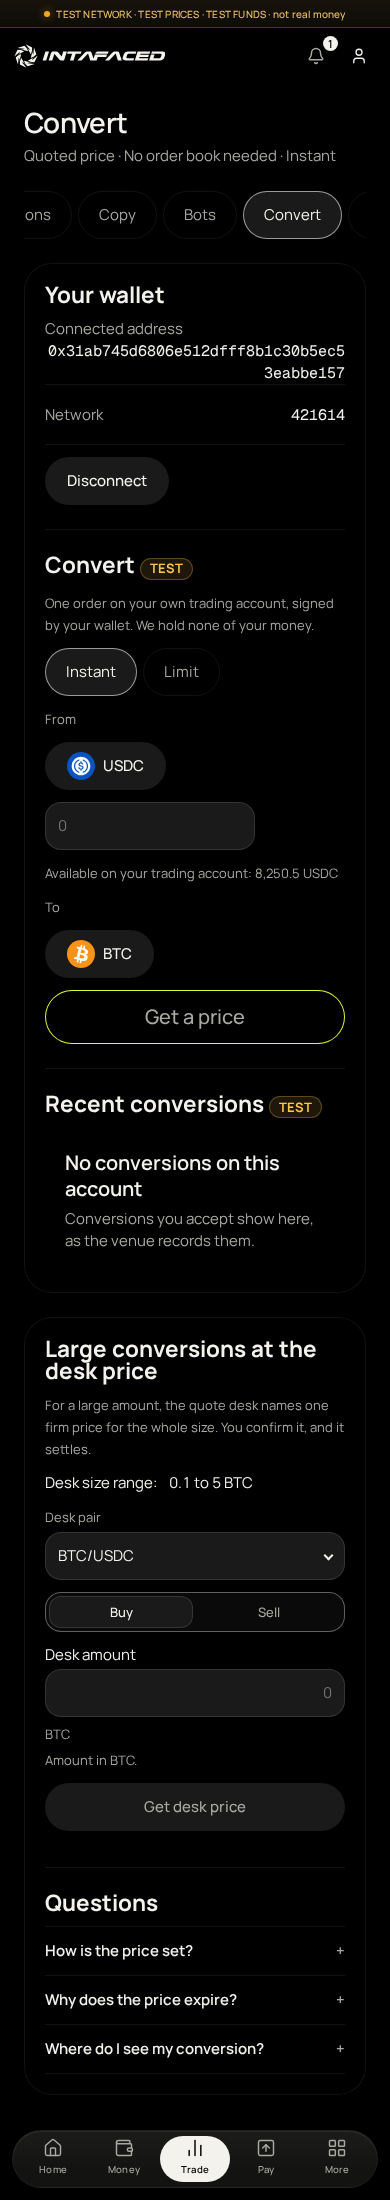 TEST NETWORK · TEST PRICES · TEST FUNDS · not real money
INTAFACED
1
Convert
Quoted price · No order book needed · Instant
ons
Copy
Bots
Convert
Your wallet
Connected address
0x31ab745d6806e512dfff8b1c30b5ec5
3eabbe157
Network
421614
Disconnect
Convert TEST
One order on your own trading account, signed
by your wallet. We hold none of your money.
Instant
Limit
From
USDC
0
Available on your trading account: 8,250.5 USDC
To
BTC
Get a price
Recent conversions TEST
No conversions on this
account
Conversions you accept show here,
as the venue records them.
Large conversions at the
desk price
For a large amount, the quote desk names one
firm price for the whole size. You confirm it, and it
settles.
Desk size range: 0.1 to 5 BTC
Desk pair
BTC/USDC
Buy
Sell
Desk amount
0
BTC
Amount in BTC.
Get desk price
Questions
How is the price set? +
Why does the price expire? +
Where do I see my conversion? +
Home
Money
Trade
Pay
More